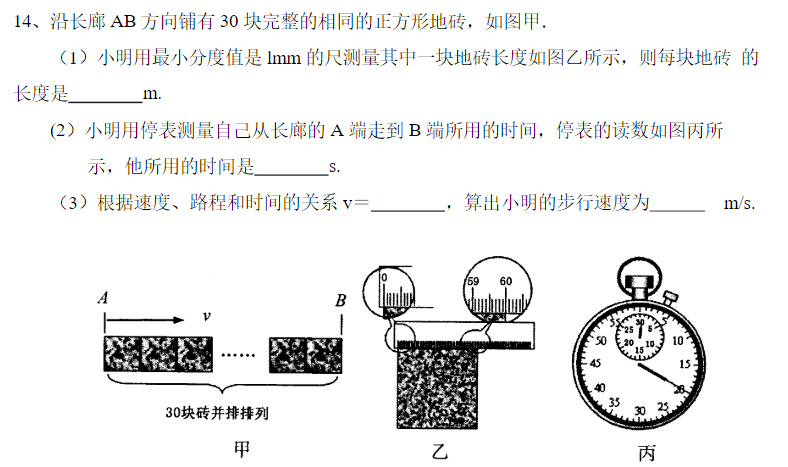 14、沿长廊 AB 方向铺有 30 块完整的相同的正方形地砖，如图甲．
（1）小明用最小分度值是 lmm 的尺测量其中一块地砖长度如图乙所示，则每块地砖 的
长度是________m.
(2）小明用停表测量自己从长廊的 A 端走到 B 端所用的时间，停表的读数如图丙所
示，他所用的时间是________s.
（3）根据速度、路程和时间的关系 v＝________，算出小明的步行速度为______ m/s.
A v B
30块砖并排排列
甲
0 59 60
乙
30 5 10 15 20 25
55 5 10 15 20 25 30 35 40 45 50
丙